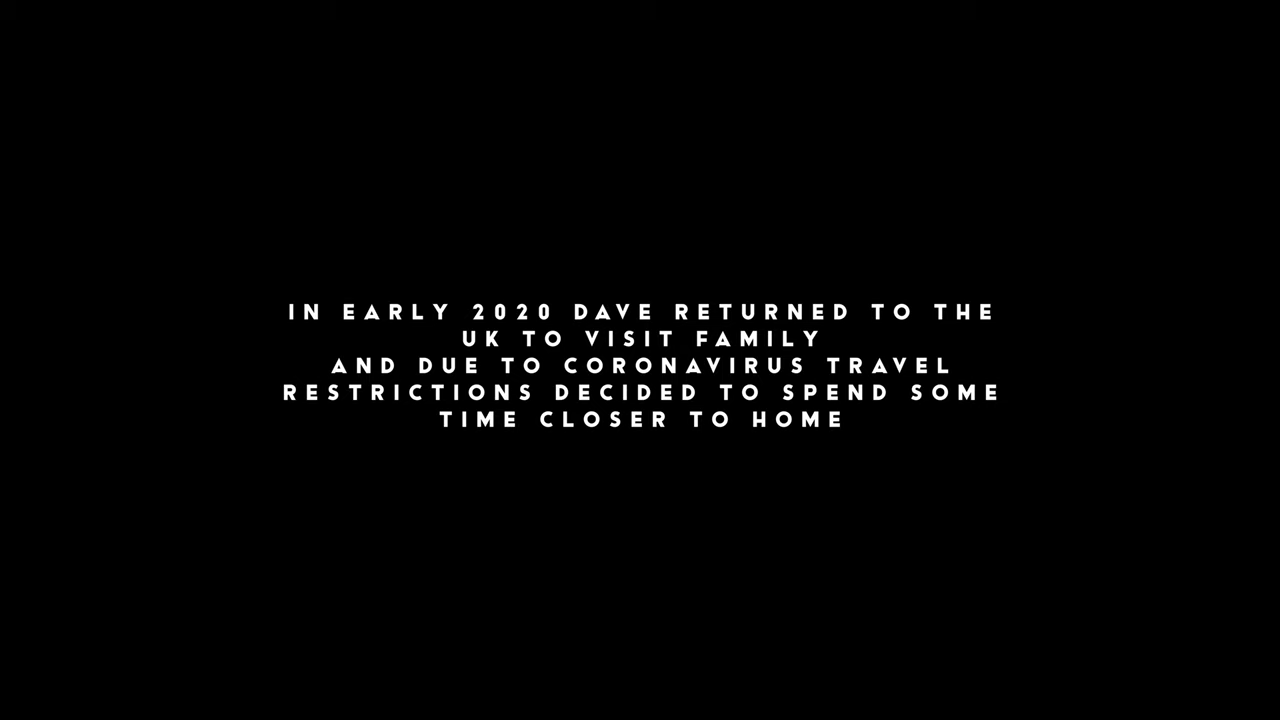 IN EARLY 2020 DAVE RETURNED TO THE
UK TO VISIT FAMILY
AND DUE TO CORONAVIRUS TRAVEL
RESTRICTIONS DECIDED TO SPEND SOME
TIME CLOSER TO HOME